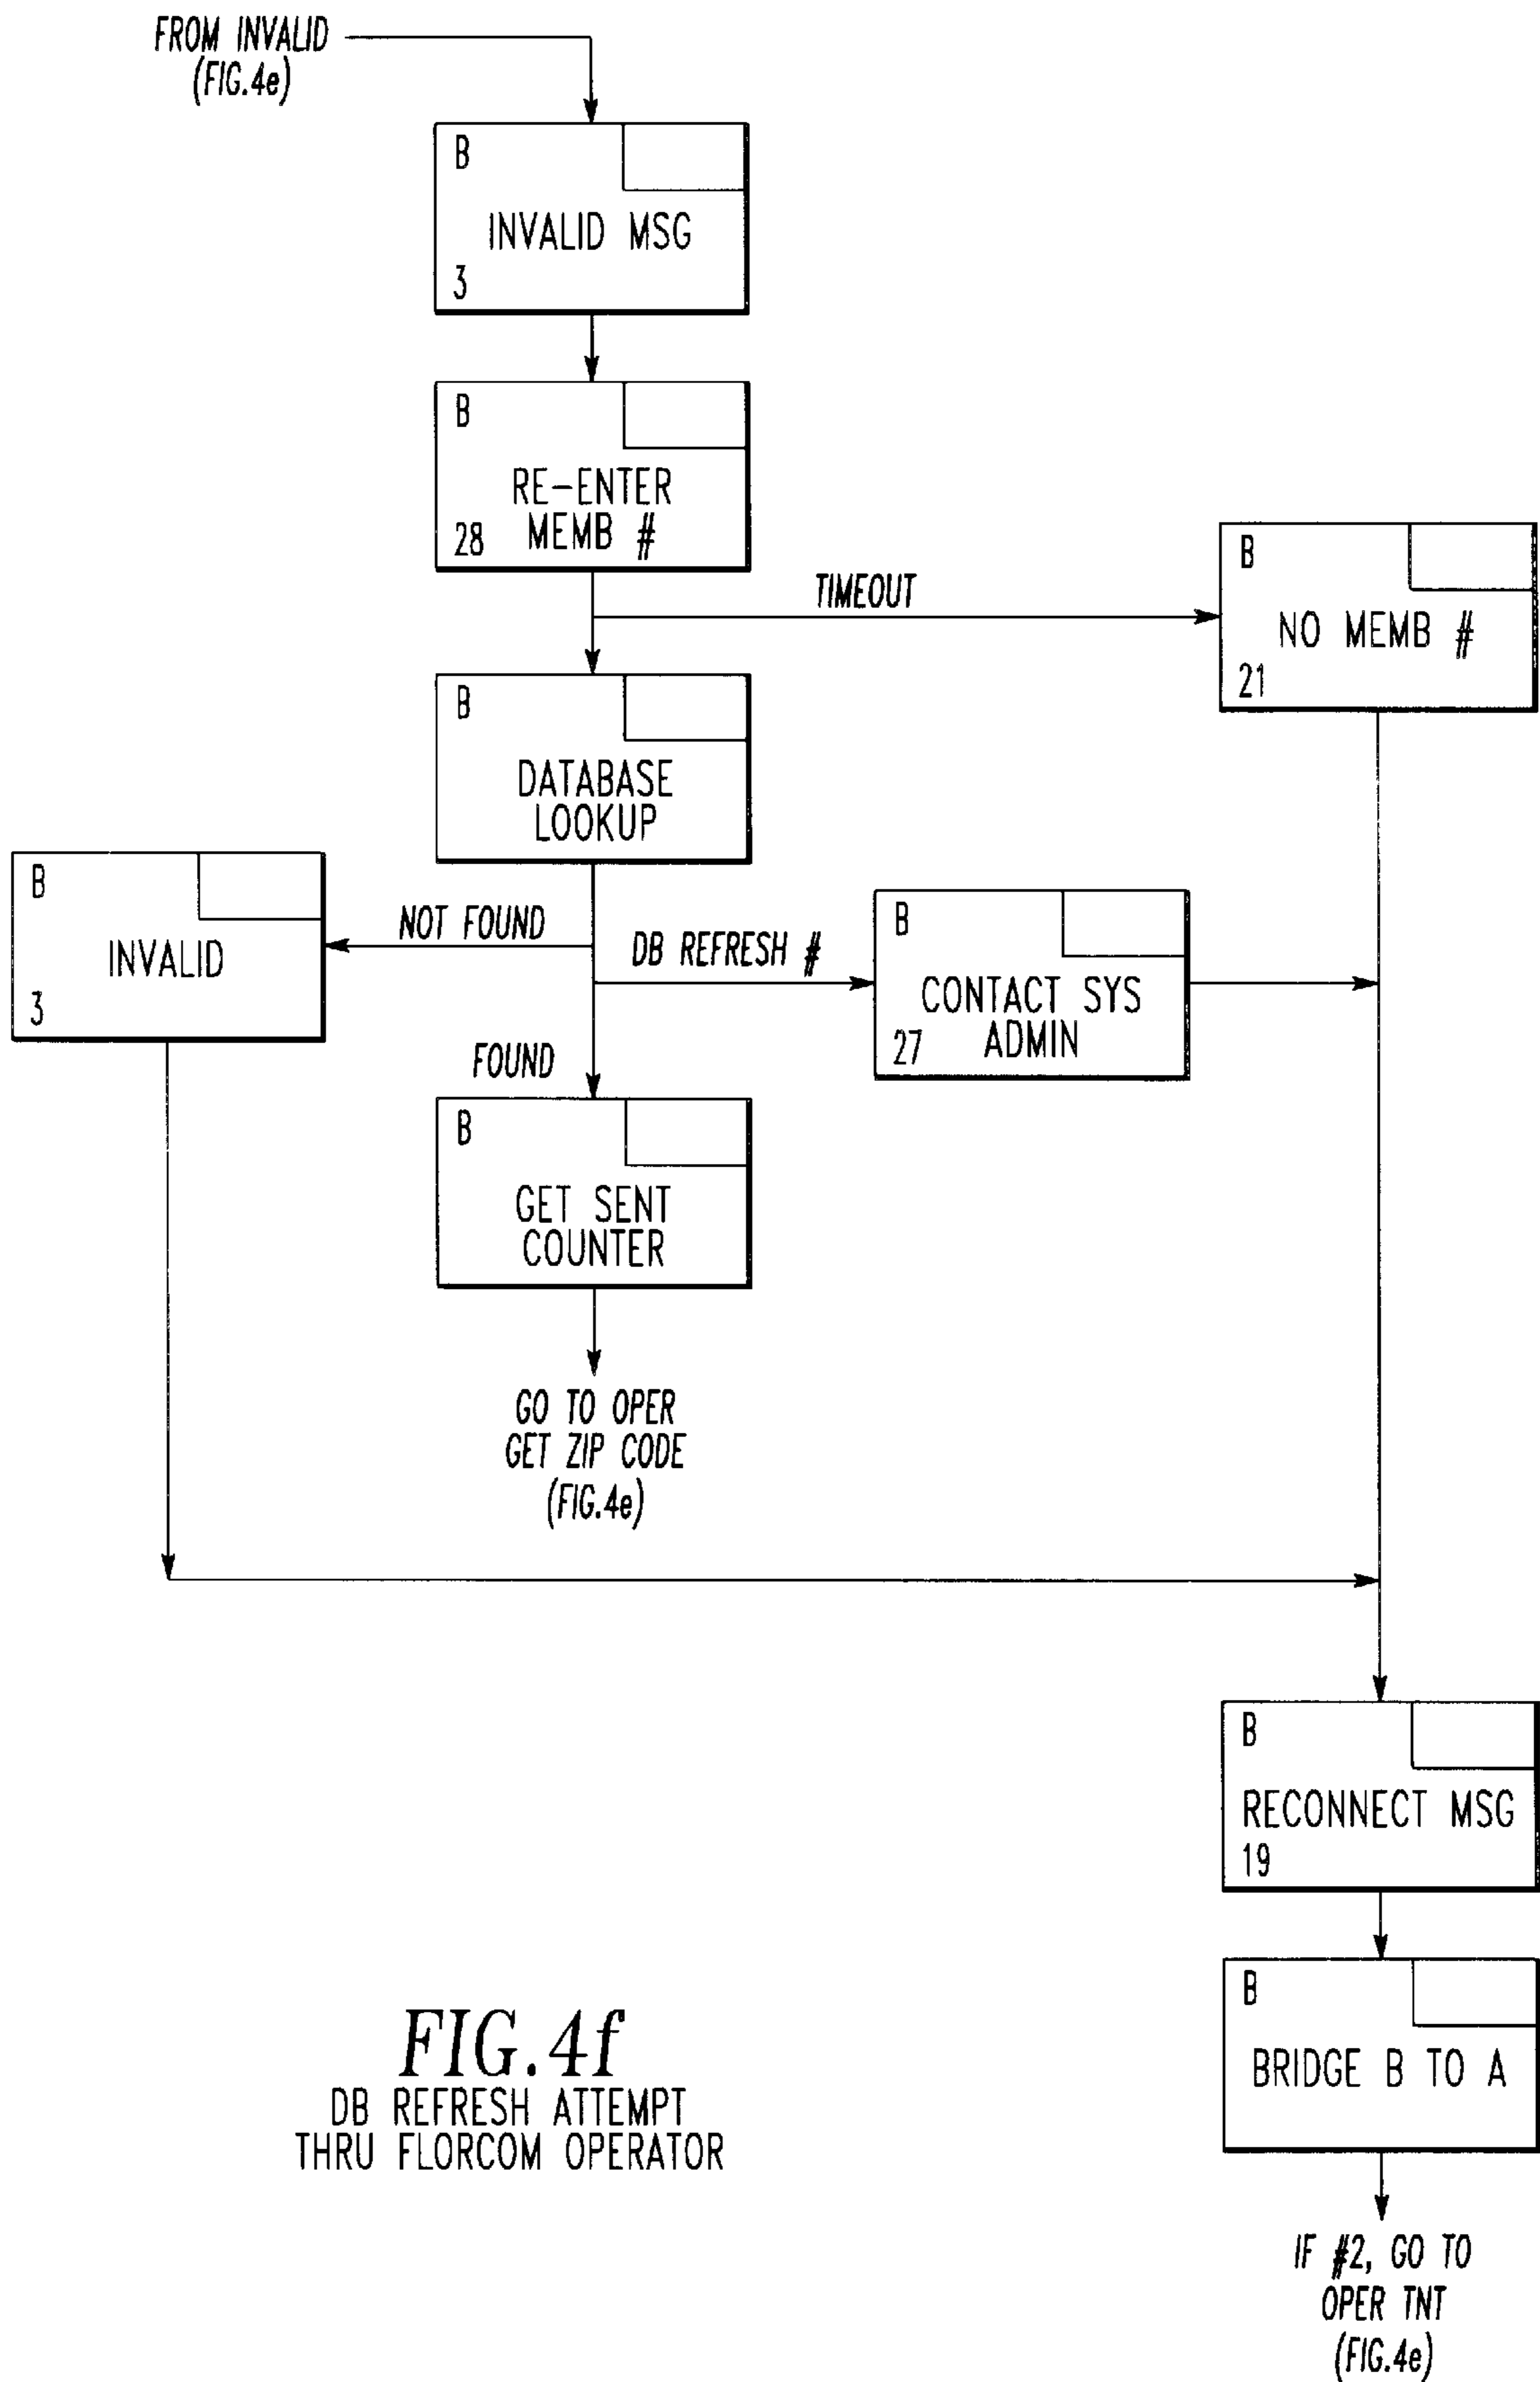 FROM INVALID
(FIG.4e)
B
INVALID MSG
3
B
RE-ENTER
MEMB #
28
TIMEOUT
B
NO MEMB #
21
B
DATABASE
LOOKUP
B
INVALID
3
NOT FOUND
DB REFRESH #
B
CONTACT SYS
ADMIN
27
FOUND
B
GET SENT
COUNTER
GO TO OPER
GET ZIP CODE
(FIG.4e)
B
RECONNECT MSG
19
B
BRIDGE B TO A
IF #2, GO TO
OPER TNT
(FIG.4e)
FIG.4f
DB REFRESH ATTEMPT
THRU FLORCOM OPERATOR